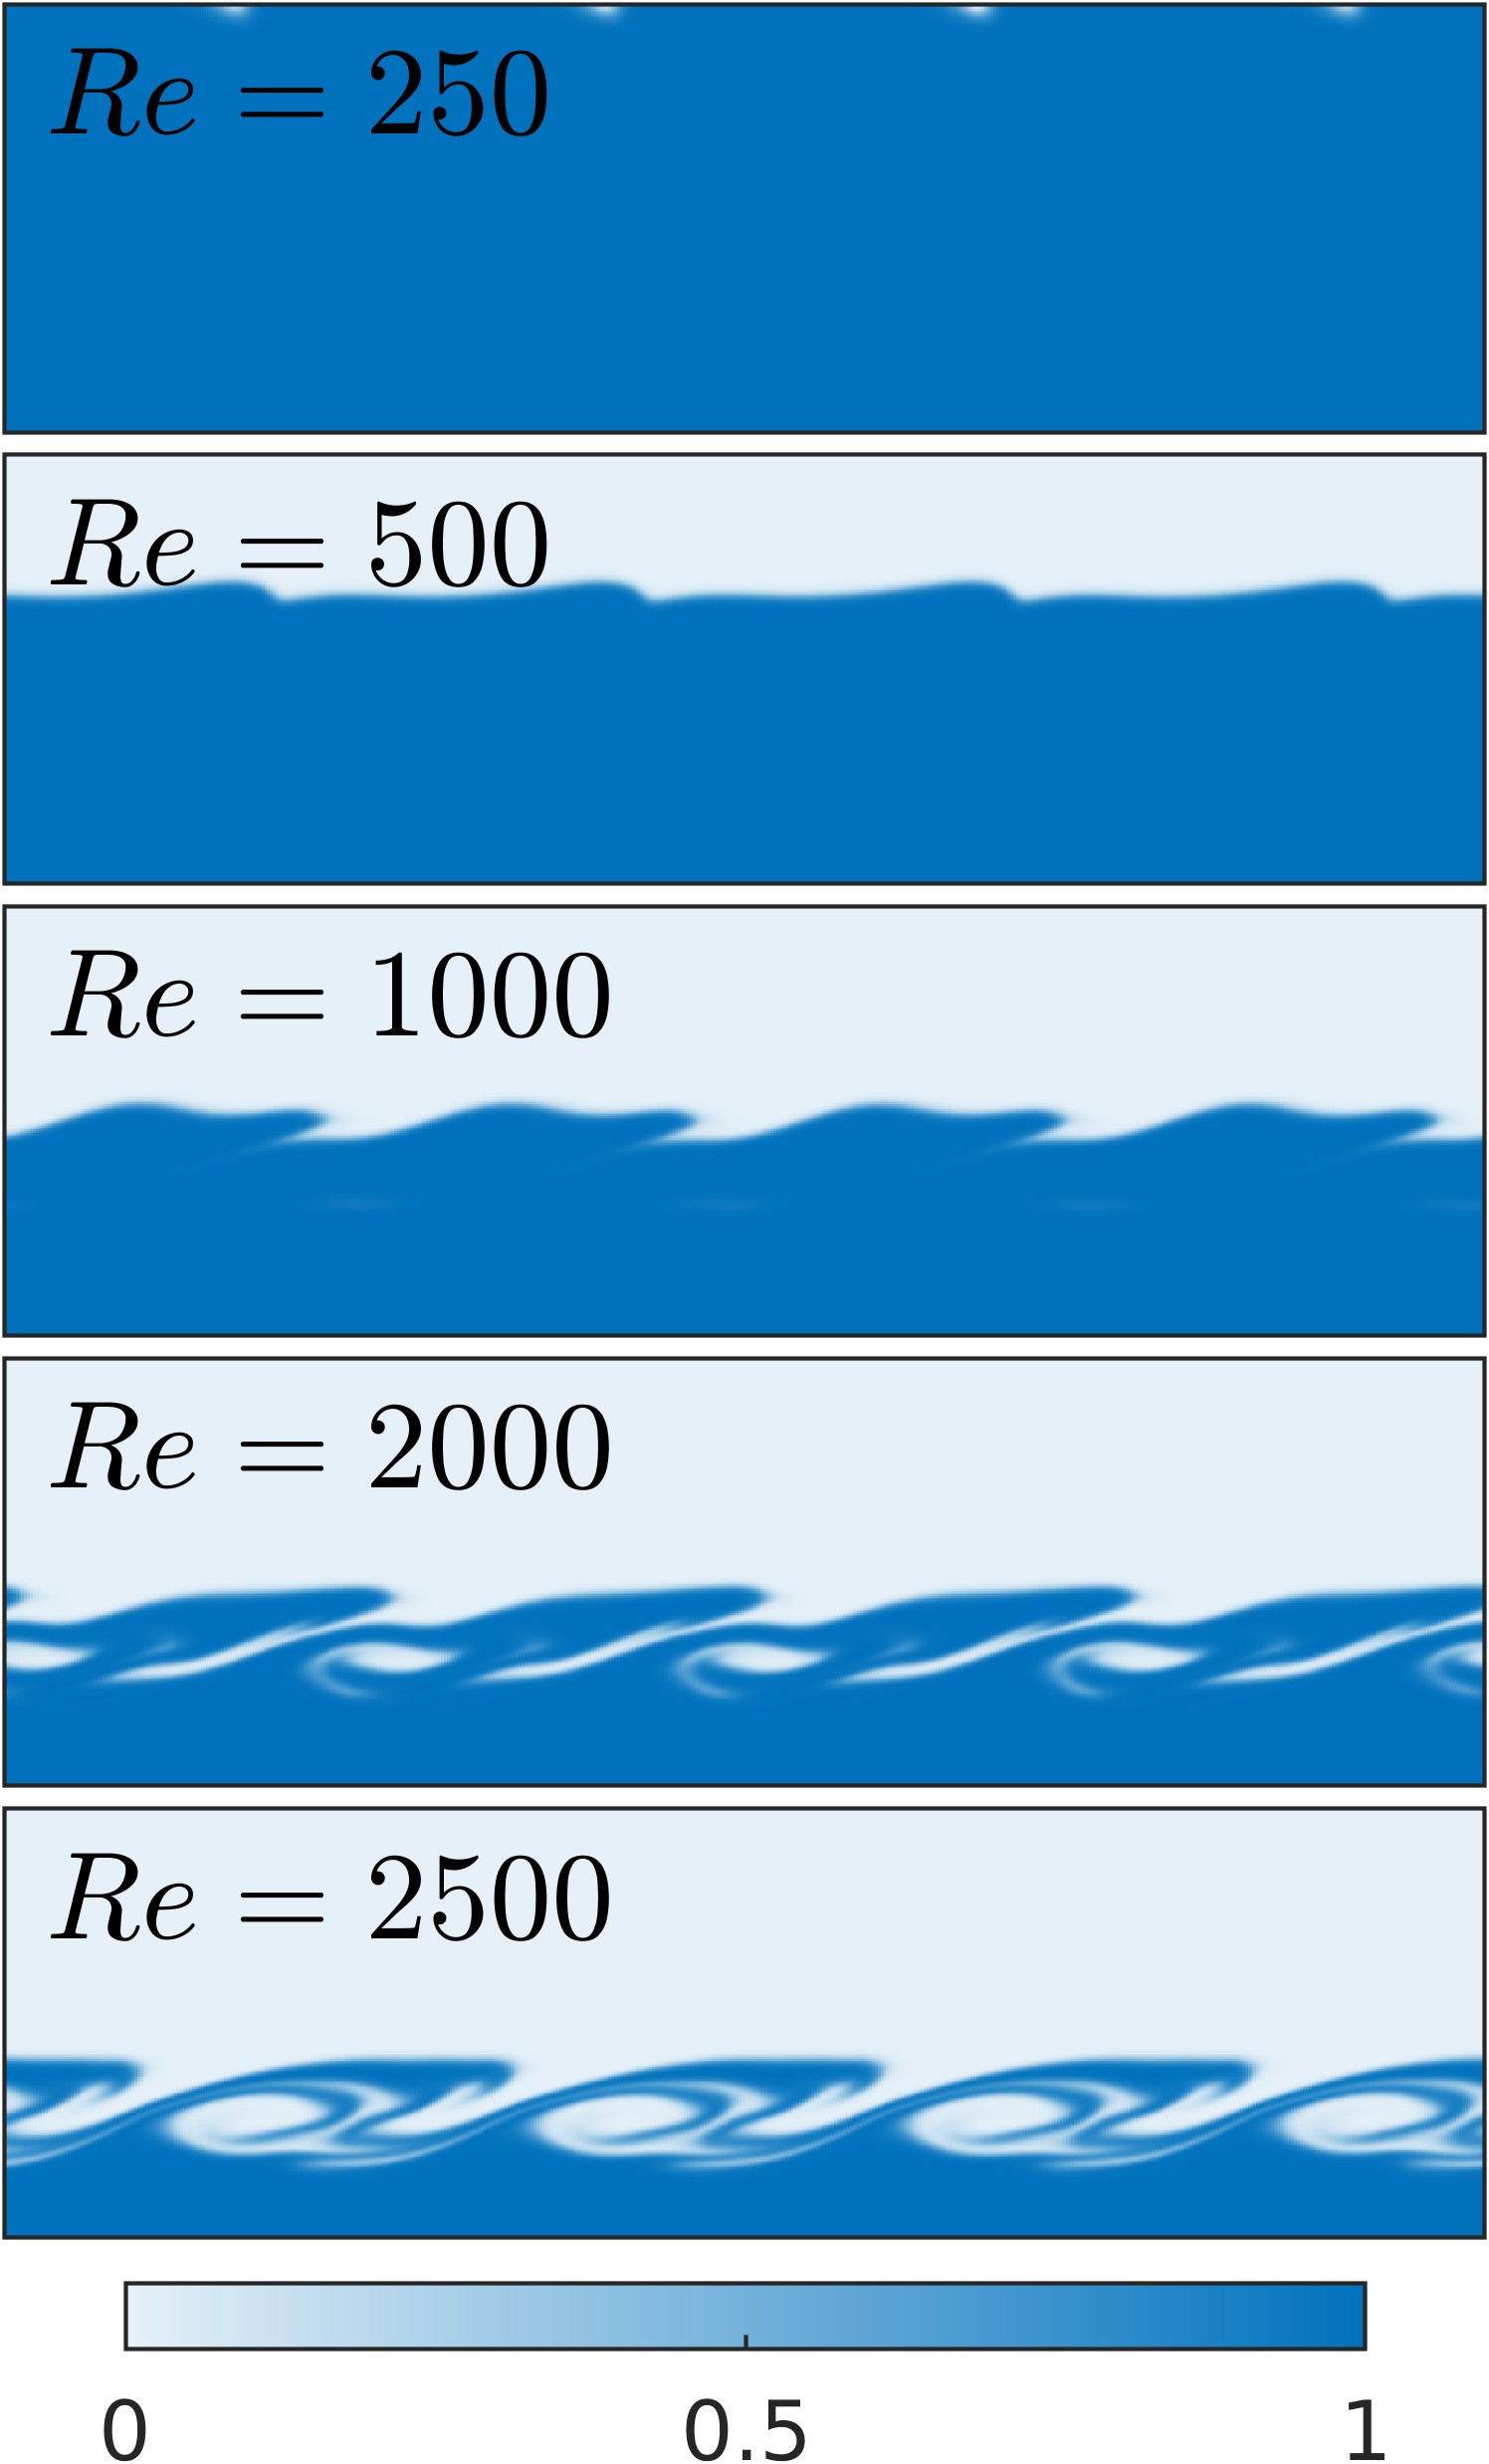 Re = 250
Re = 500
Re = 1000
Re = 2000
Re = 2500
0 0.5 1